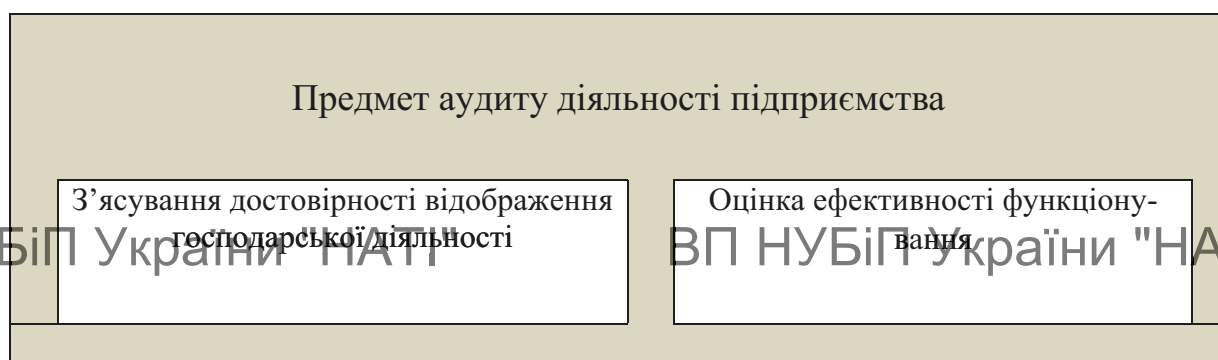 Предмет аудиту діяльності підприємства
З’ясування достовірності відображення
господарської діяльності
Оцінка ефективності функціону-
вання
БіП України "НАТІ"
ВП НУБіП України "НА